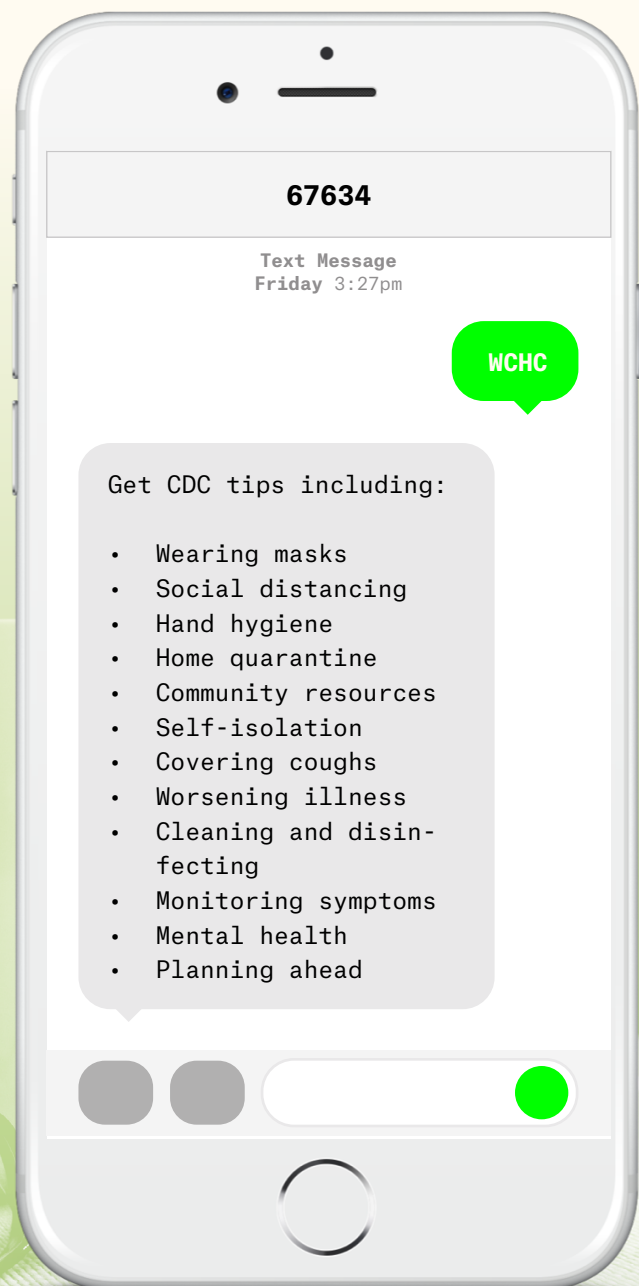 67634
Text Message
Friday 3:27pm
WCHC
Get CDC tips including:
• Wearing masks
• Social distancing
• Hand hygiene
• Home quarantine
• Community resources
• Self-isolation
• Covering coughs
• Worsening illness
• Cleaning and disin-
fecting
• Monitoring symptoms
• Mental health
• Planning ahead